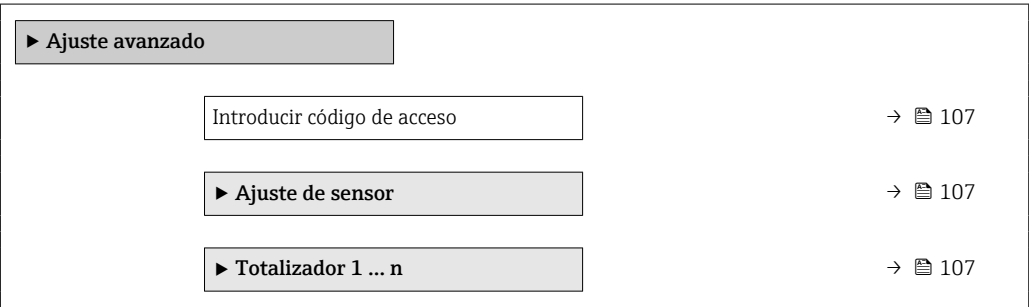 ► Ajuste avanzado
Introducir código de acceso → 🖹 107
► Ajuste de sensor → 🖹 107
► Totalizador 1 … n → 🖹 107